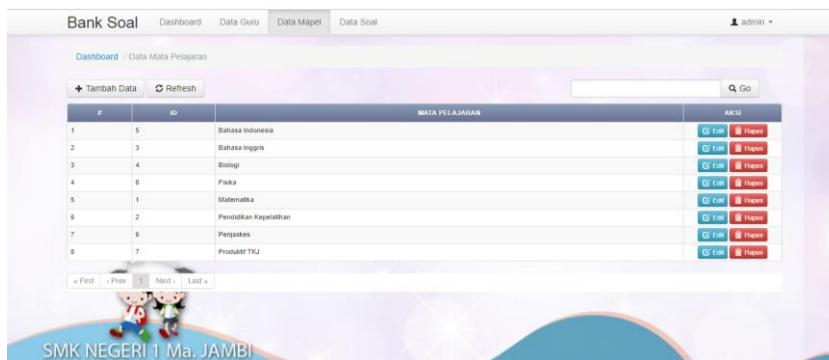 Bank Soal Dashboard Data Guru Data Mapel Data Soal admin
Dashboard / Data Mata Pelajaran
Tambah Data Refresh Go
# ID MATA PELAJARAN AKSI
1 5 Bahasa Indonesia Edit Hapus
2 3 Bahasa Inggris Edit Hapus
3 4 Biologi Edit Hapus
4 8 Fisika Edit Hapus
5 1 Matematika Edit Hapus
6 2 Pendidikan Kepelatihan Edit Hapus
7 6 Penjaskes Edit Hapus
8 7 Produktif TKJ Edit Hapus
« First ‹ Prev 1 Next › Last »
SMK NEGERI 1 Ma. JAMBI